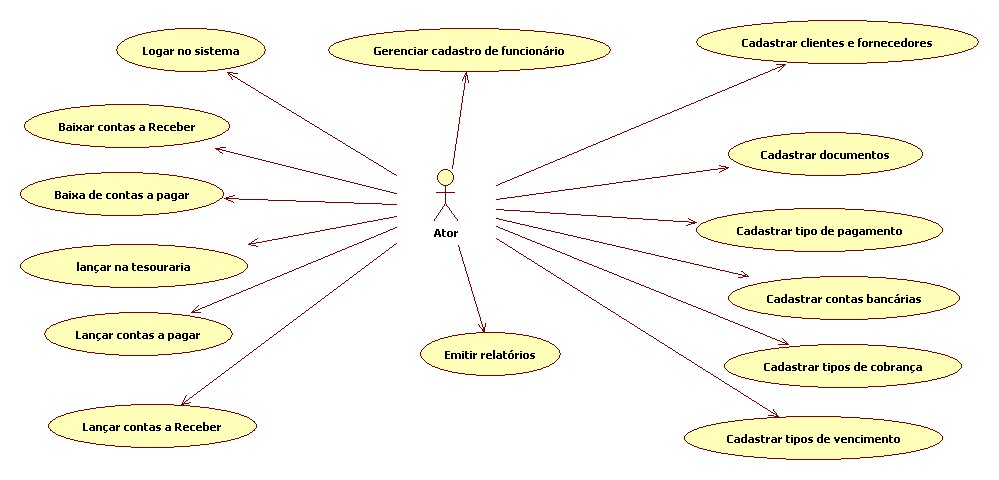 Logar no sistema
Gerenciar cadastro de funcionário
Cadastrar clientes e fornecedores
Baixar contas a Receber
Cadastrar documentos
Baixa de contas a pagar
Ator
Cadastrar tipo de pagamento
lançar na tesouraria
Cadastrar contas bancárias
Lançar contas a pagar
Emitir relatórios
Cadastrar tipos de cobrança
Lançar contas a Receber
Cadastrar tipos de vencimento